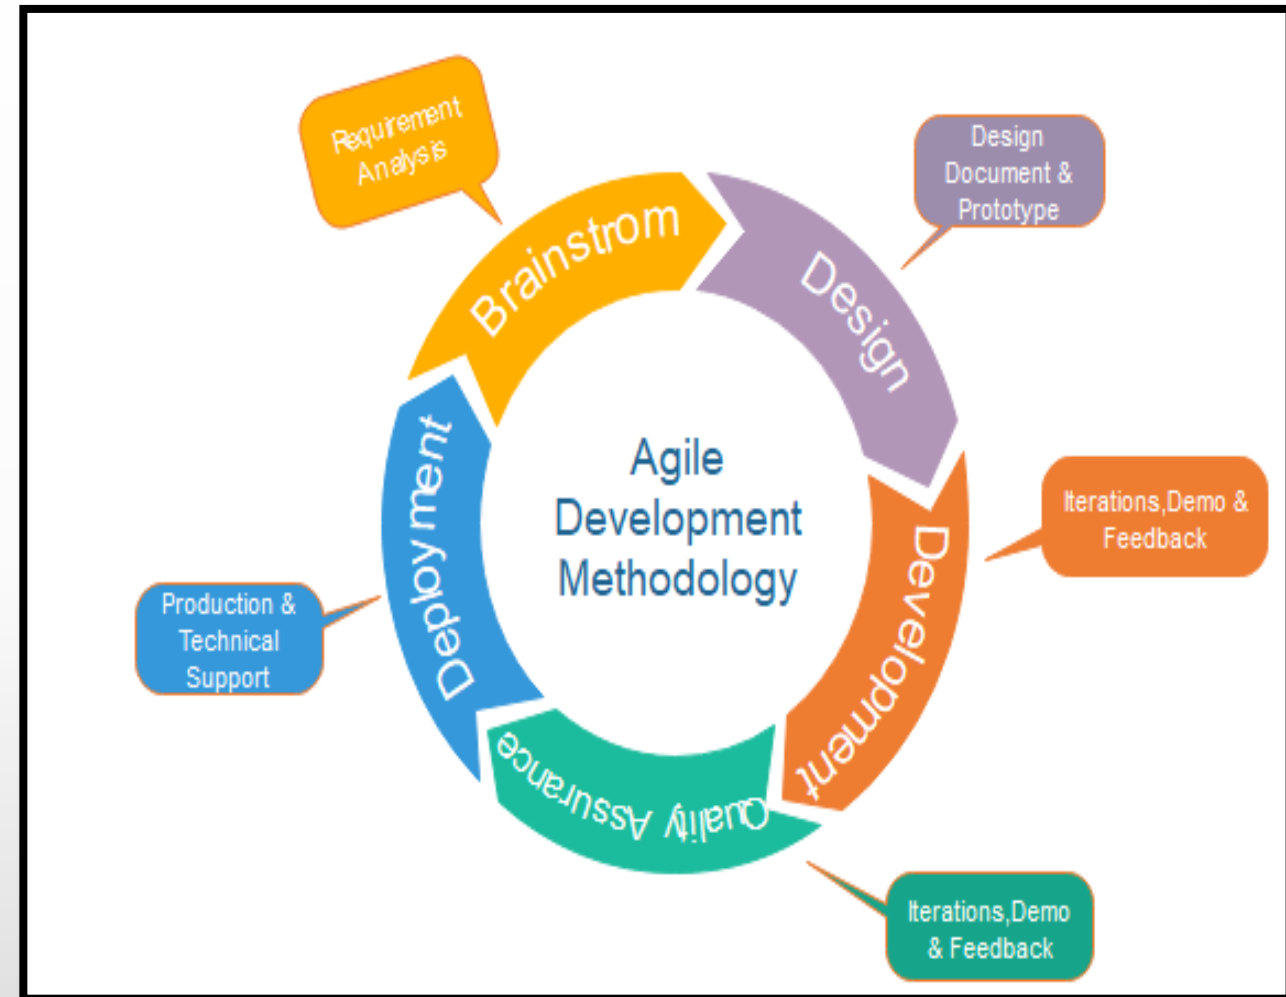 Requirement
Analysis
Brainstrom
Design
Document &
Prototype
Design
Iterations,Demo &
Feedback
Development
Agile
Development
Methodology
Quality Assurance
Iterations,Demo
& Feedback
Deployment
Production &
Technical
Support